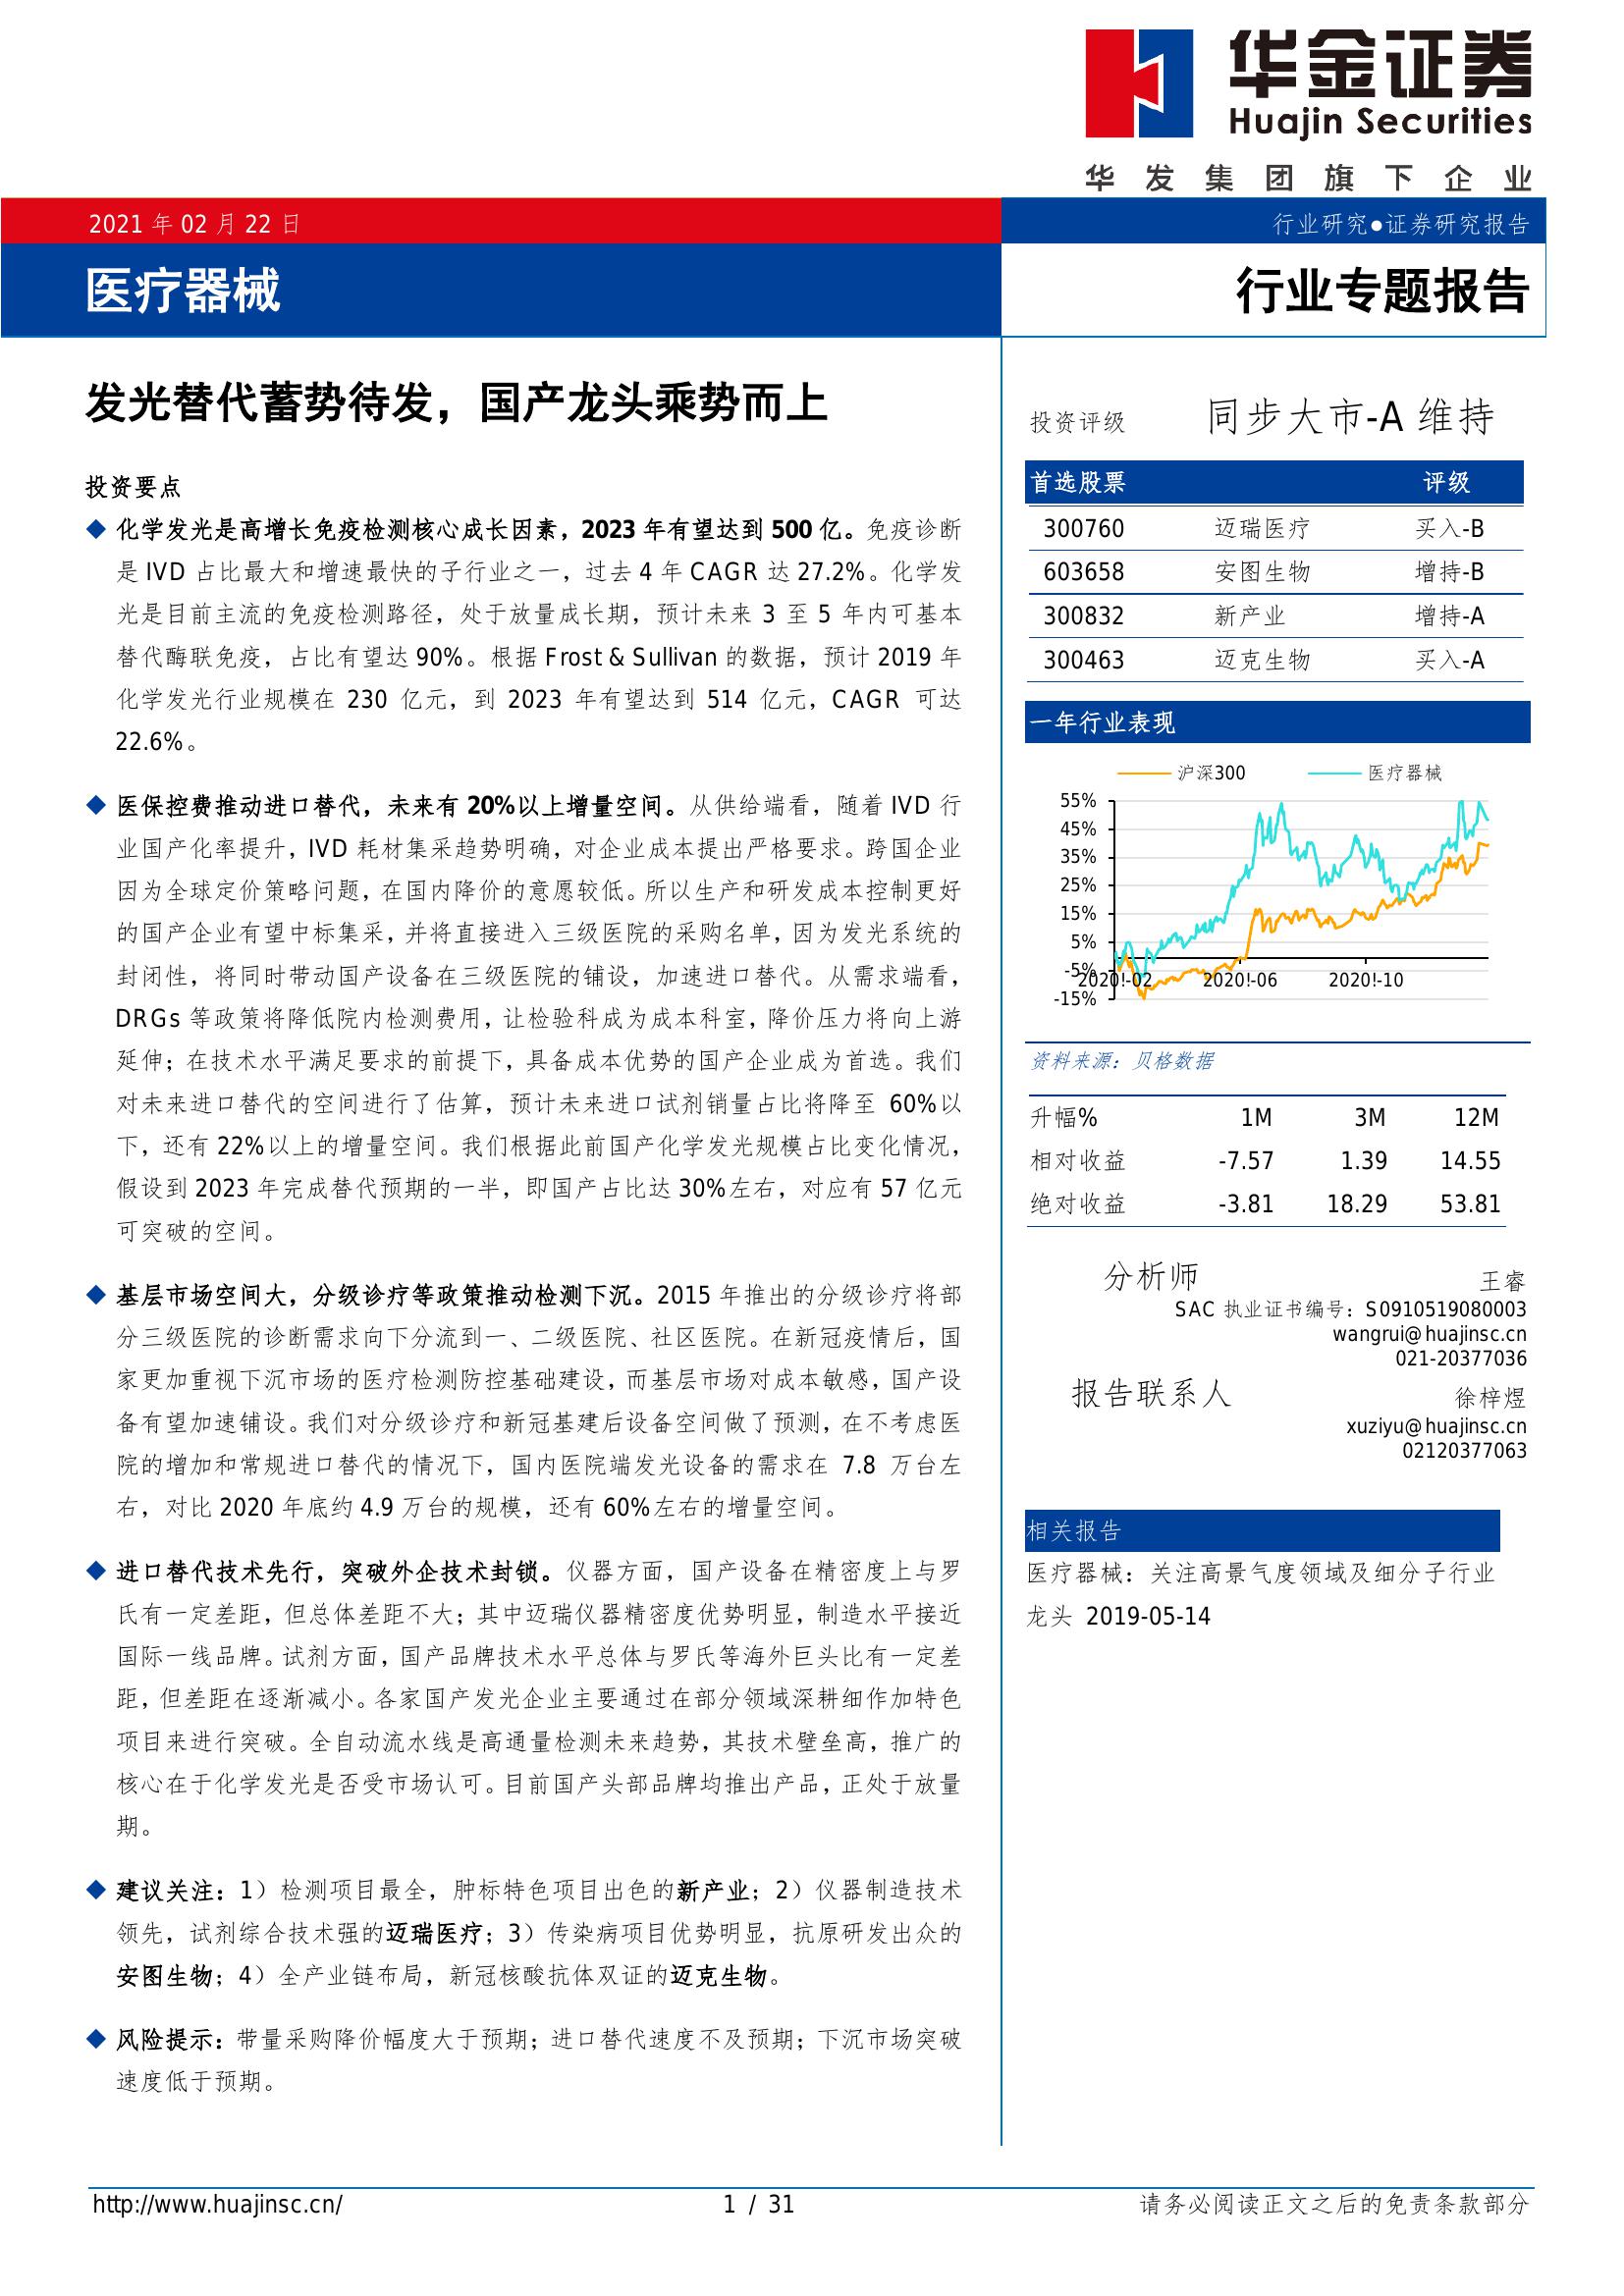 华金证券
Huajin Securities
华发集团旗下企业
2021 年 02 月 22 日
行业研究●证券研究报告
医疗器械
行业专题报告
发光替代蓄势待发，国产龙头乘势而上
投资要点
◆ 化学发光是高增长免疫检测核心成长因素，2023 年有望达到 500 亿。免疫诊断
是 IVD 占比最大和增速最快的子行业之一，过去 4 年 CAGR 达 27.2%。化学发
光是目前主流的免疫检测路径，处于放量成长期，预计未来 3 至 5 年内可基本
替代酶联免疫，占比有望达 90%。根据 Frost & Sullivan 的数据，预计 2019 年
化学发光行业规模在 230 亿元，到 2023 年有望达到 514 亿元，CAGR 可达
22.6%。
◆ 医保控费推动进口替代，未来有 20%以上增量空间。从供给端看，随着 IVD 行
业国产化率提升，IVD 耗材集采趋势明确，对企业成本提出严格要求。跨国企业
因为全球定价策略问题，在国内降价的意愿较低。所以生产和研发成本控制更好
的国产企业有望中标集采，并将直接进入三级医院的采购名单，因为发光系统的
封闭性，将同时带动国产设备在三级医院的铺设，加速进口替代。从需求端看，
DRGs 等政策将降低院内检测费用，让检验科成为成本科室，降价压力将向上游
延伸；在技术水平满足要求的前提下，具备成本优势的国产企业成为首选。我们
对未来进口替代的空间进行了估算，预计未来进口试剂销量占比将降至 60%以
下，还有 22%以上的增量空间。我们根据此前国产化学发光规模占比变化情况，
假设到 2023 年完成替代预期的一半，即国产占比达 30%左右，对应有 57 亿元
可突破的空间。
◆ 基层市场空间大，分级诊疗等政策推动检测下沉。2015 年推出的分级诊疗将部
分三级医院的诊断需求向下分流到一、二级医院、社区医院。在新冠疫情后，国
家更加重视下沉市场的医疗检测防控基础建设，而基层市场对成本敏感，国产设
备有望加速铺设。我们对分级诊疗和新冠基建后设备空间做了预测，在不考虑医
院的增加和常规进口替代的情况下，国内医院端发光设备的需求在 7.8 万台左
右，对比 2020 年底约 4.9 万台的规模，还有 60%左右的增量空间。
◆ 进口替代技术先行，突破外企技术封锁。仪器方面，国产设备在精密度上与罗
氏有一定差距，但总体差距不大；其中迈瑞仪器精密度优势明显，制造水平接近
国际一线品牌。试剂方面，国产品牌技术水平总体与罗氏等海外巨头比有一定差
距，但差距在逐渐减小。各家国产发光企业主要通过在部分领域深耕细作加特色
项目来进行突破。全自动流水线是高通量检测未来趋势，其技术壁垒高，推广的
核心在于化学发光是否受市场认可。目前国产头部品牌均推出产品，正处于放量
期。
◆ 建议关注：1）检测项目最全，肿标特色项目出色的新产业；2）仪器制造技术
领先，试剂综合技术强的迈瑞医疗；3）传染病项目优势明显，抗原研发出众的
安图生物；4）全产业链布局，新冠核酸抗体双证的迈克生物。
◆ 风险提示：带量采购降价幅度大于预期；进口替代速度不及预期；下沉市场突破
速度低于预期。
投资评级 同步大市-A 维持
首选股票 评级
300760 迈瑞医疗 买入-B
603658 安图生物 增持-B
300832 新产业 增持-A
300463 迈克生物 买入-A
一年行业表现
沪深300 医疗器械
55%
45%
35%
25%
15%
5%
-5%
2020!-02 2020!-06 2020!-10
-15%
资料来源：贝格数据
升幅% 1M 3M 12M
相对收益 -7.57 1.39 14.55
绝对收益 -3.81 18.29 53.81
分析师 王睿
SAC 执业证书编号：S0910519080003
wangrui@huajinsc.cn
021-20377036
报告联系人 徐梓煜
xuziyu@huajinsc.cn
02120377063
相关报告
医疗器械：关注高景气度领域及细分子行业
龙头 2019-05-14
http://www.huajinsc.cn/ 1 / 31 请务必阅读正文之后的免责条款部分